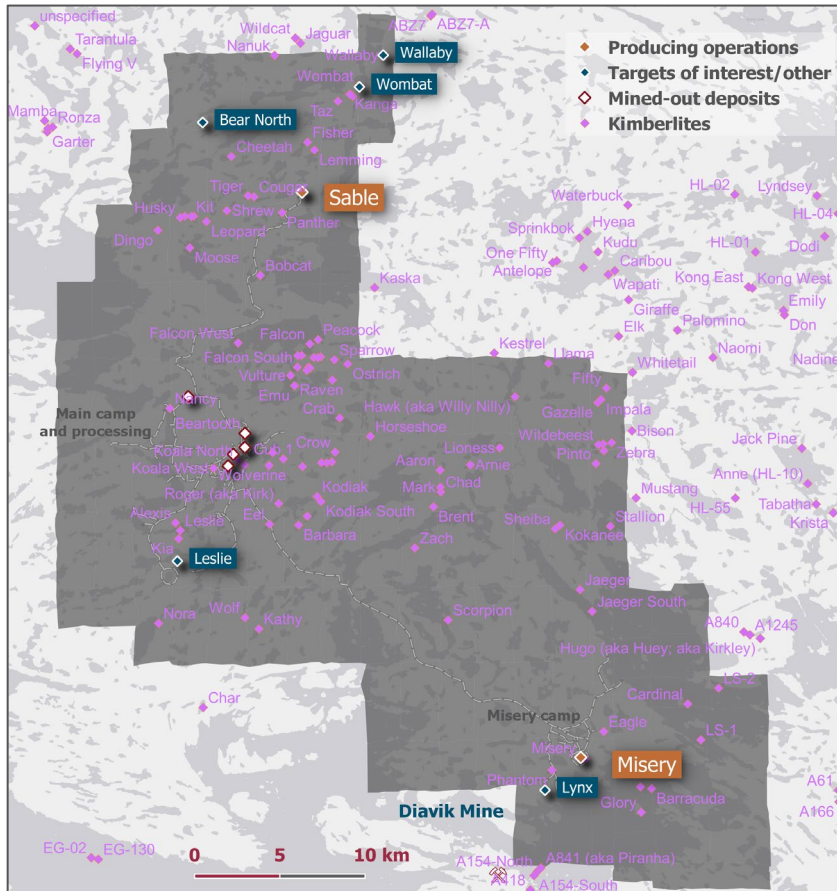 unspecified
Wildcat
ABZ7
ABZ7-A
Tarantula
Jaguar
Flying V
Nanuk
Wallaby
Wallaby
Producing operations
Targets of interest/other
Mined-out deposits
Kimberlites
Wombat
Wombat
Taz
Kanga
Mamba
Ronza
Garter
Bear North
Fisher
Cheetah
Lemming
Tiger
Cougar
Sable
HL-02
Lyndsey
Waterbuck
HL-04
Husky
Kit
Shrew
Panther
Leopard
Dingo
Moose
Sprinkbok
Hyena
Dodi
Kudu
One Fifty
HL-01
Antelope
Caribou
Bobcat
Kaska
Wapati
Kong East
Kong West
Giraffe
Emily
Don
Elk
Palomino
Falcon West
Falcon
Peacock
Kestrel
Llama
Falcon South
Sparrow
Naomi
Nadine
Whitetail
Vulture
Ostrich
Fifty
Emu
Raven
Nancy
Crab
Hawk (aka Willy Nilly)
Gazelle
Impala
Main camp
and processing
Beartooth
Horseshoe
Wildebeest
Bison
Koala North
Cub 1
Crow
Lioness
Zebra
Jack Pine
Koala West
Wolverine
Aaron
Arnie
Pinto
Anne (HL-10)
Roger (aka Kirk)
Kodiak
Mark
Chad
Mustang
HL-55
Tabatha
Krista
Alexis
Leslie
Eel
Kodiak South
Brent
Sheiba
Stallion
Kia
Barbara
Zach
Kokanee
Leslie
Jaeger
Jaeger South
Nora
Wolf
Kathy
Scorpion
A840
A1245
Hugo (aka Huey; aka Kirkley)
LS-2
Char
Cardinal
Misery camp
Eagle
LS-1
Misery
Misery
Phantom
Lynx
A61
Barracuda
Diavik Mine
Glory
A166
EG-02
EG-130
0
5
10 km
A154-North
A841 (aka Piranha)
A418
A154-South